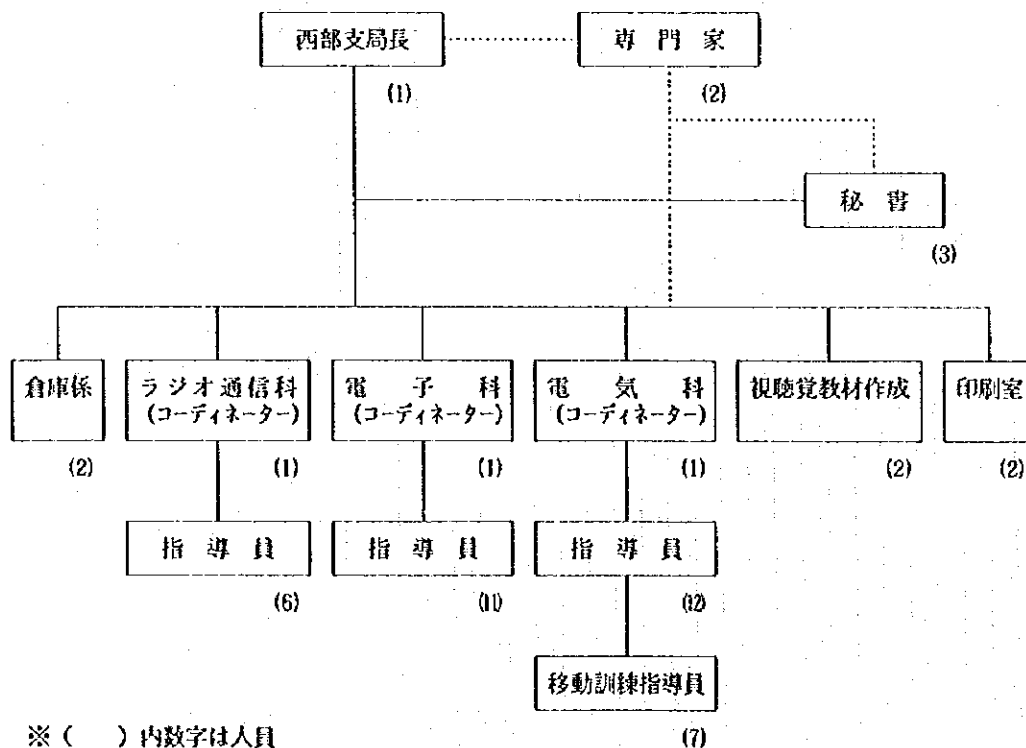 西部支局長
専門家
(1)
(2)
秘書
(3)
倉庫係
ラジオ通信科
(コーディネーター)
電子科
(コーディネーター)
電気科
(コーディネーター)
視聴覚教材作成
印刷室
(2)
(1)
(1)
(1)
(2)
(2)
指導員
指導員
指導員
(6)
(11)
(12)
移動訓練指導員
(7)
※( )内数字は人員